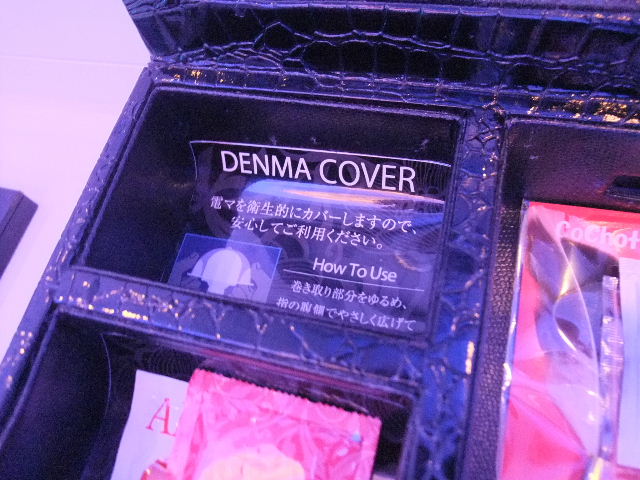 DENMA COVER
電マを衛生的にカバーしますので、
安心してご利用ください。
How To Use
巻き取り部分をゆるめ、
指の腹側でやさしく広げて
CoChot
A